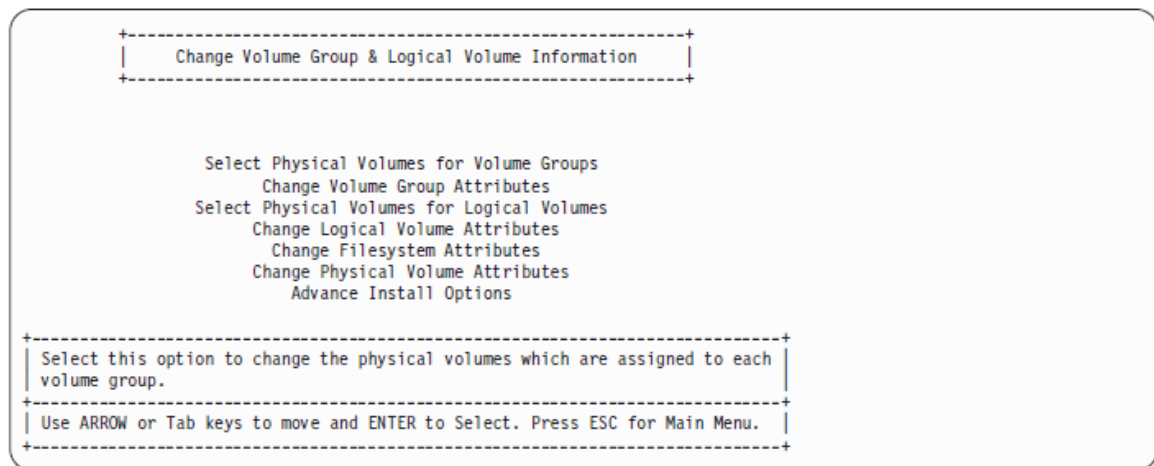 Change Volume Group & Logical Volume Information
Select Physical Volumes for Volume Groups
Change Volume Group Attributes
Select Physical Volumes for Logical Volumes
Change Logical Volume Attributes
Change Filesystem Attributes
Change Physical Volume Attributes
Advance Install Options
Select this option to change the physical volumes which are assigned to each
volume group.
Use ARROW or Tab keys to move and ENTER to Select. Press ESC for Main Menu.